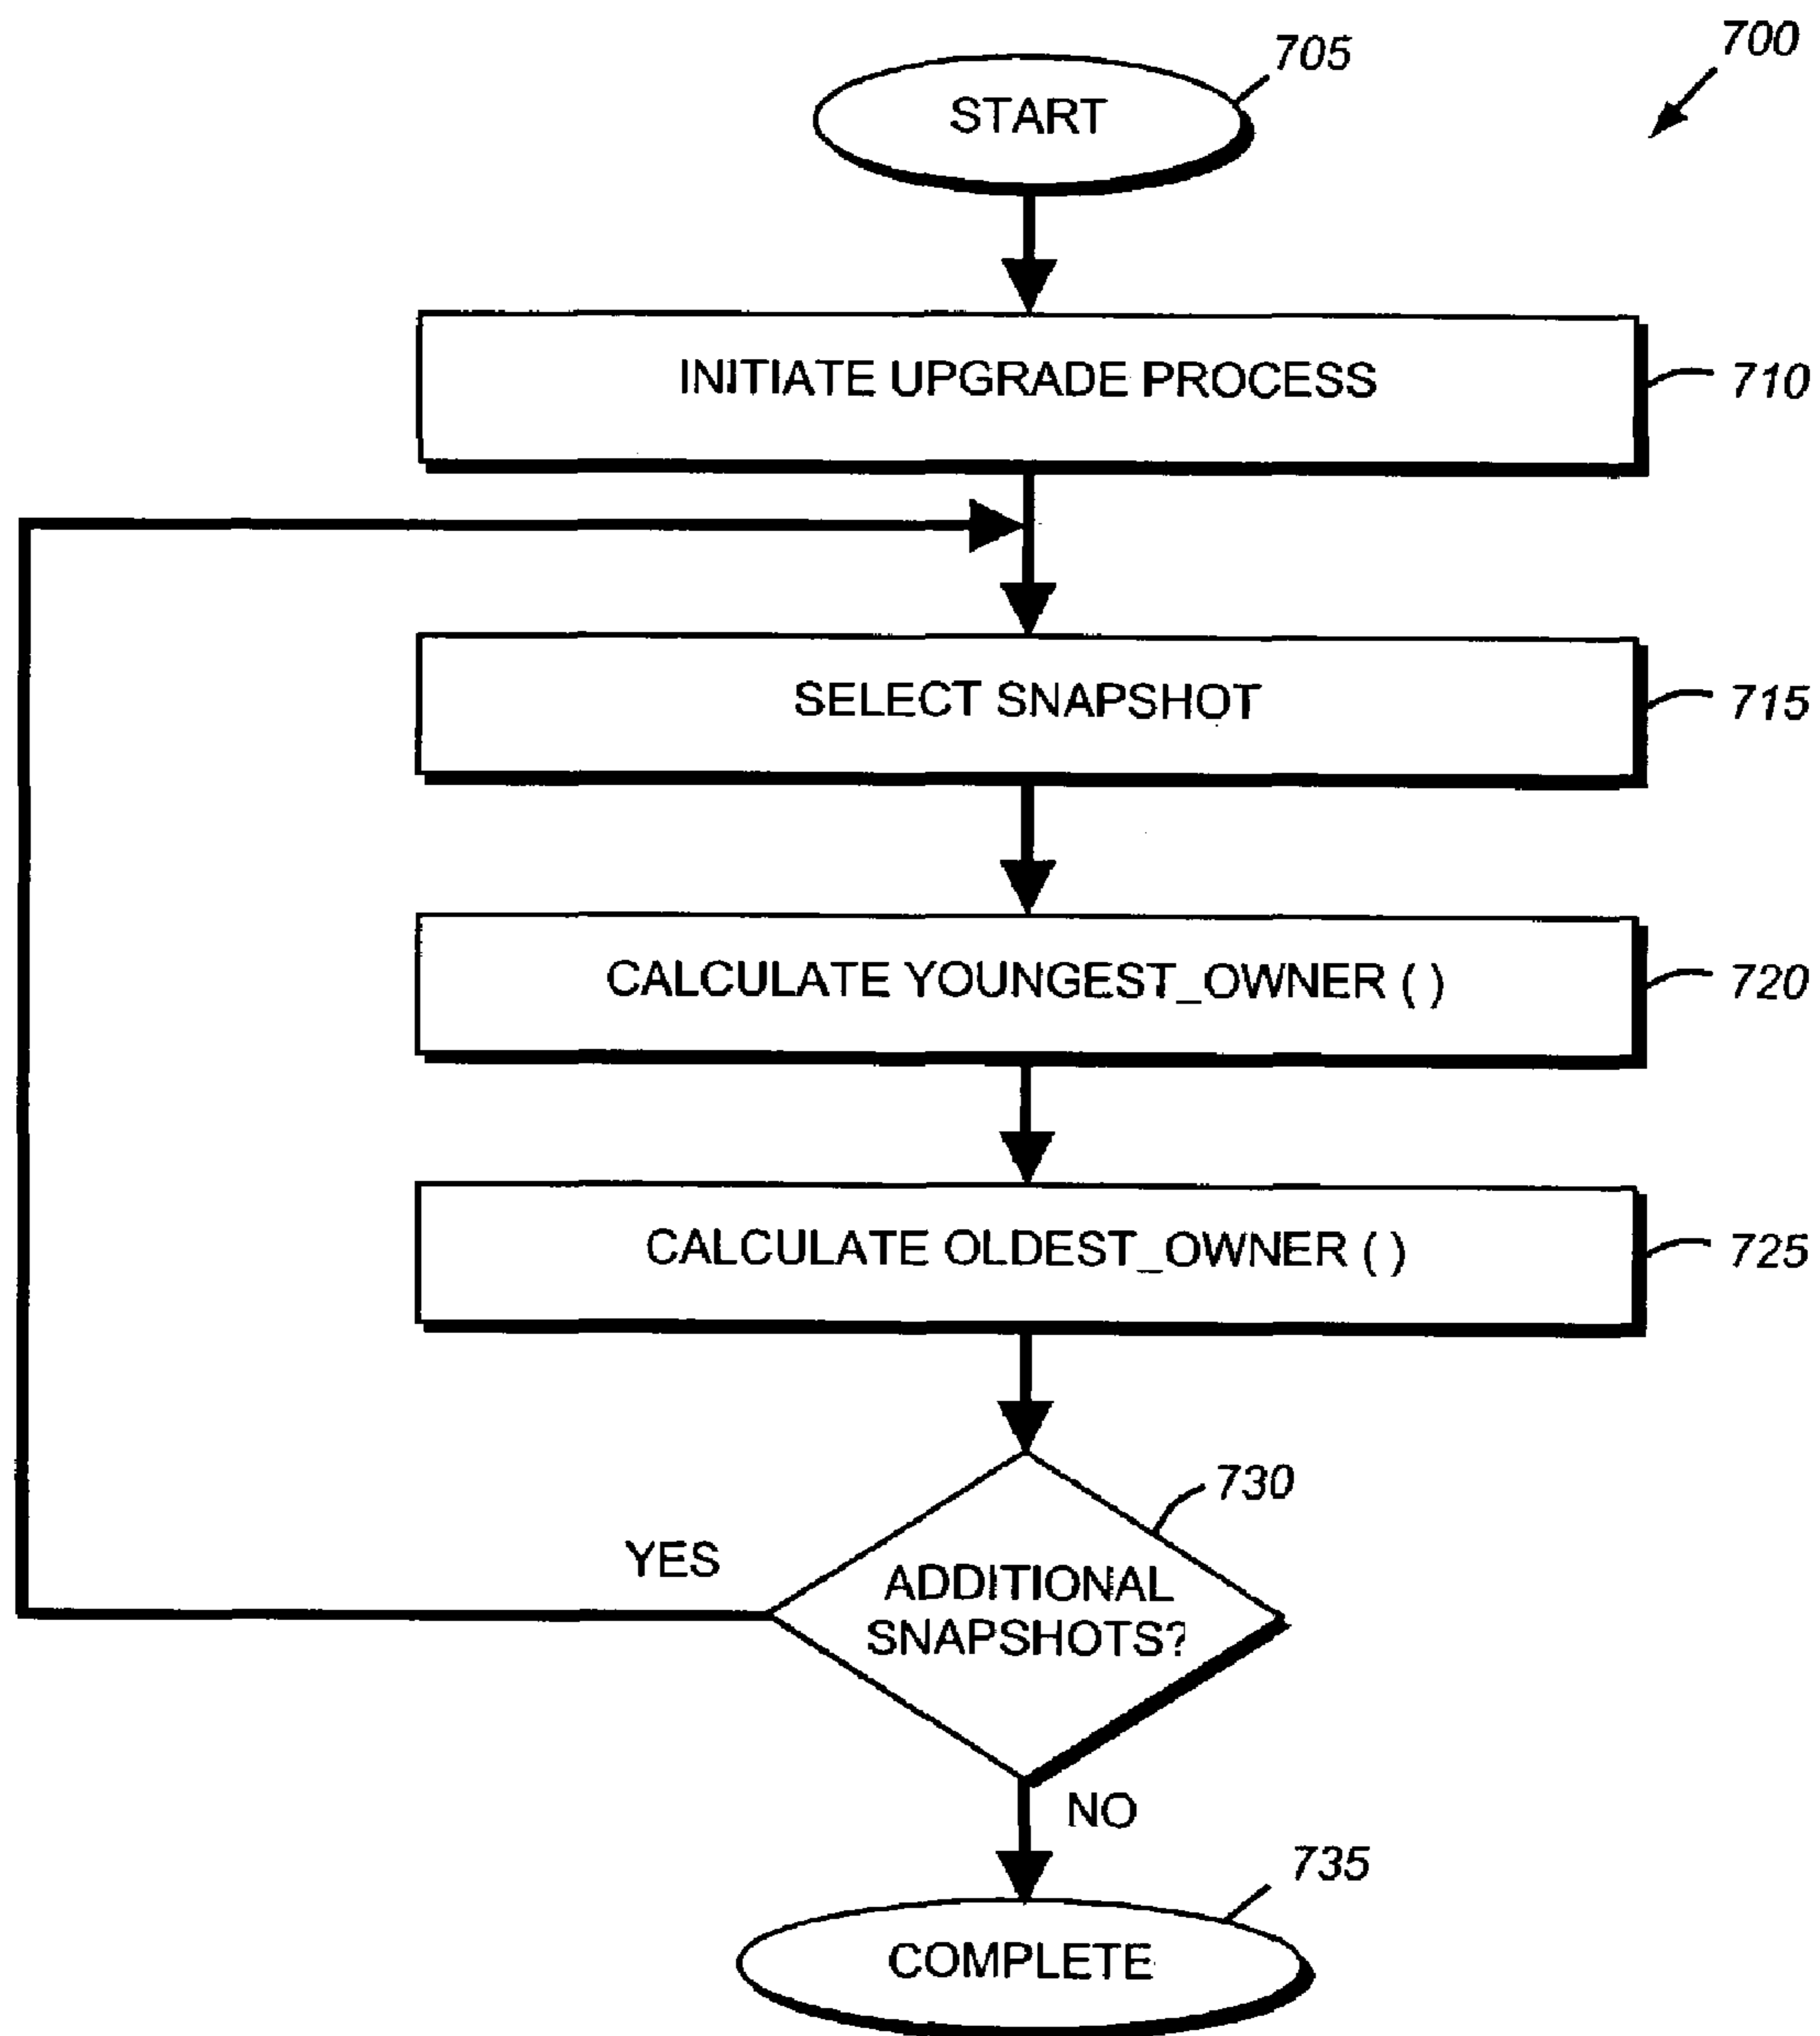 700
705
START
INITIATE UPGRADE PROCESS
710
SELECT SNAPSHOT
715
CALCULATE YOUNGEST_OWNER ( )
720
CALCULATE OLDEST_OWNER ( )
725
730
YES
ADDITIONAL
SNAPSHOTS?
NO
735
COMPLETE